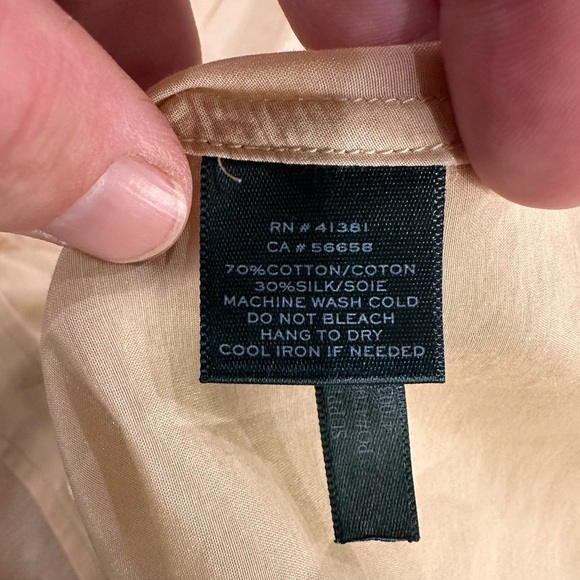 RN # 41381
CA # 56658
70%COTTON/COTON
30%SILK/SOIE
MACHINE WASH COLD
DO NOT BLEACH
HANG TO DRY
COOL IRON IF NEEDED